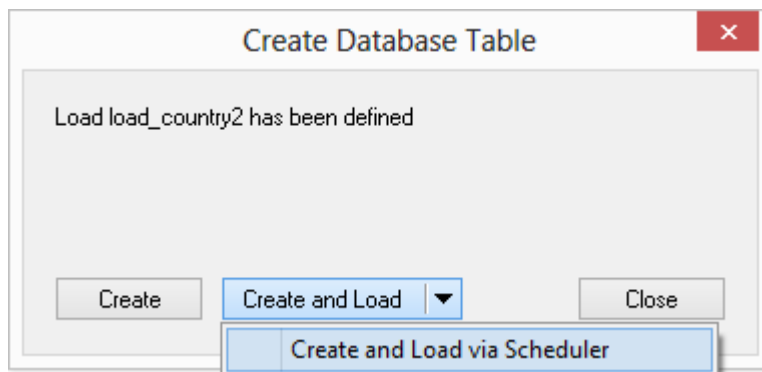 Create Database Table
Load load_country2 has been defined
Create
Create and Load
Close
Create and Load via Scheduler